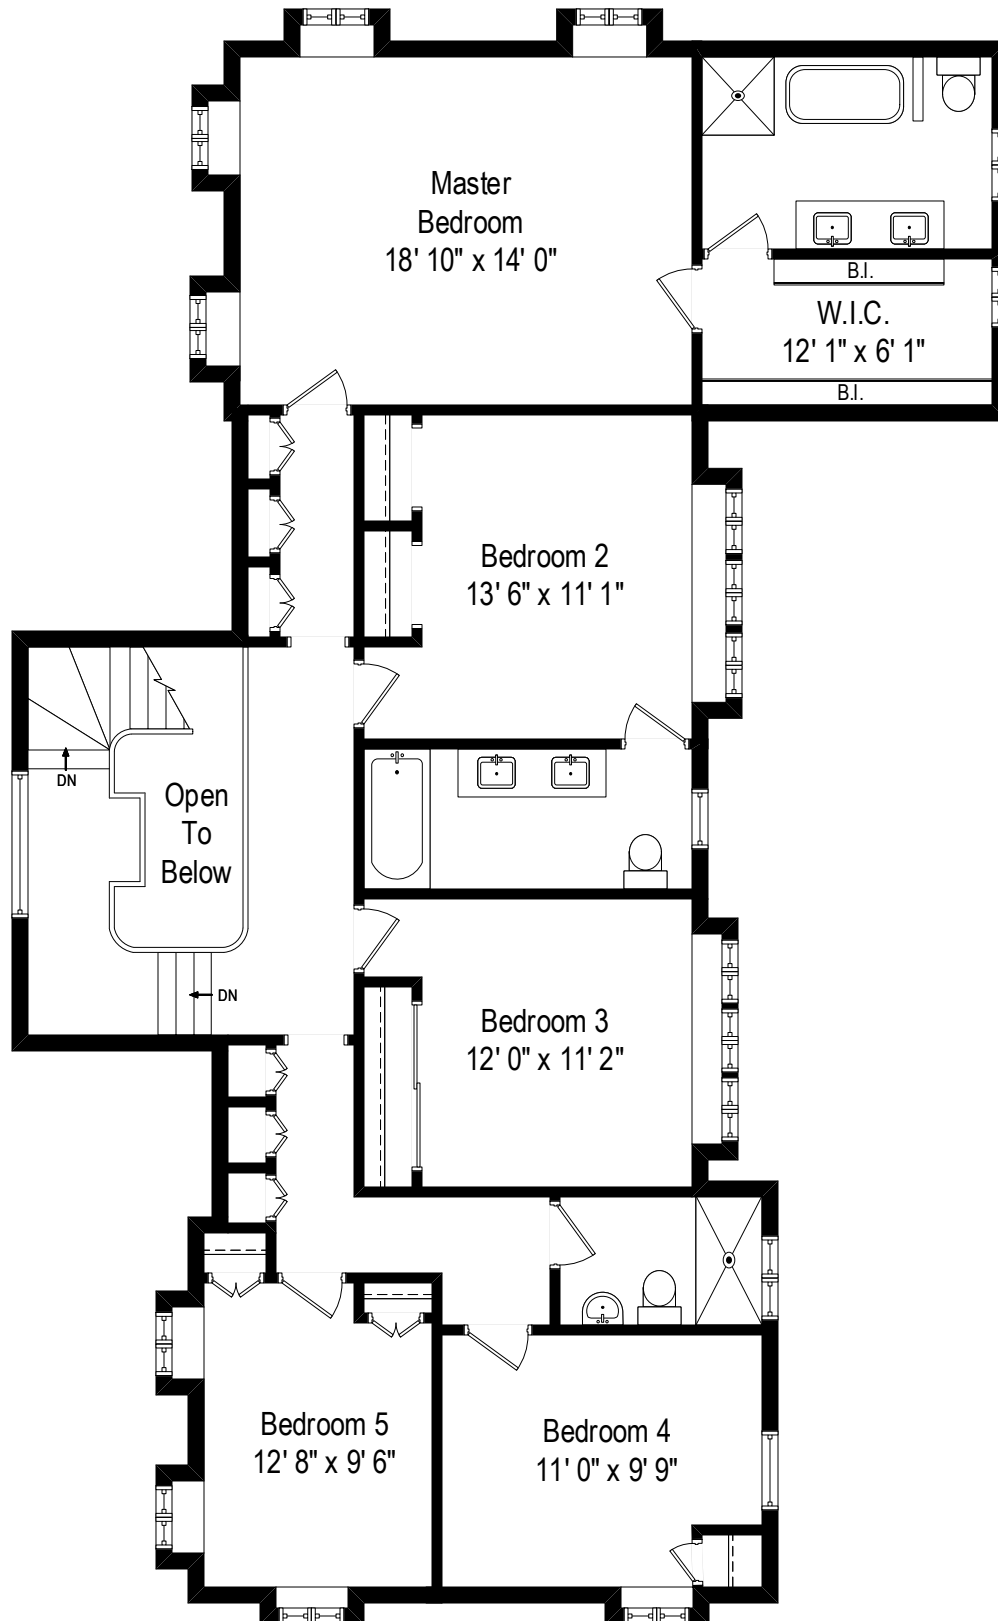 Master
Bedroom
18' 10" x 14' 0"
B.I.
W.I.C.
12' 1" x 6' 1"
B.I.
Bedroom 2
13' 6" x 11' 1"
DN
Open
To
Below
DN
Bedroom 3
12' 0" x 11' 2"
Bedroom 5
12' 8" x 9' 6"
Bedroom 4
11' 0" x 9' 9"